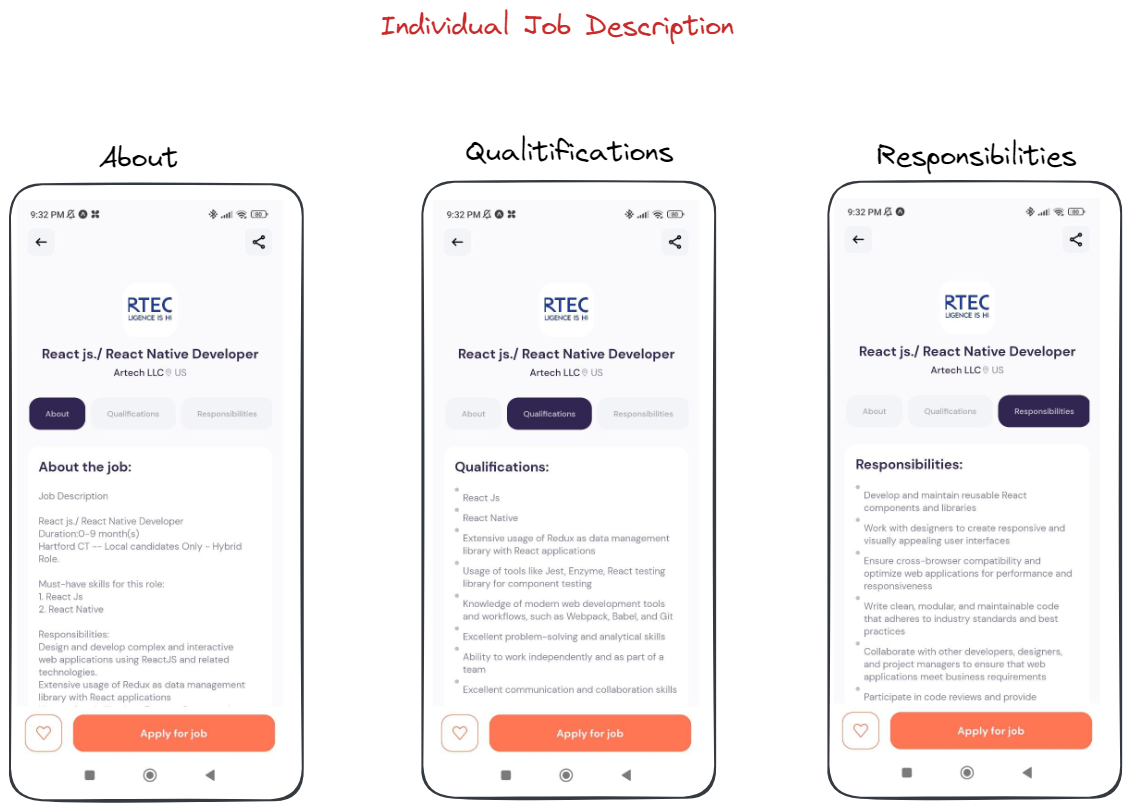 Individual Job Description
About
9:32 PM
80
RTEC
LIGENCE IS HI
React js./ React Native Developer
Artech LLC US
About Qualifications Responsibilities
About the job:
Job Description
React js./ React Native Developer
Duration:0-9 month(s)
Hartford CT -- Local candidates Only - Hybrid
Role.
Must-have skills for this role:
1. React Js
2. React Native
Responsibilities:
Design and develop complex and interactive
web applications using ReactJS and related
technologies.
Extensive usage of Redux as data management
library with React applications
Apply for job
Qualitifications
9:32 PM
80
RTEC
LIGENCE IS HI
React js./ React Native Developer
Artech LLC US
About Qualifications Responsibilities
Qualifications:
React Js
React Native
Extensive usage of Redux as data management
library with React applications
Usage of tools like Jest, Enzyme, React testing
library for component testing
Knowledge of modern web development tools
and workflows, such as Webpack, Babel, and Git
Excellent problem-solving and analytical skills
Ability to work independently and as part of a
team
Excellent communication and collaboration skills
Apply for job
Responsibilities
9:32 PM
80
RTEC
LIGENCE IS HI
React js./ React Native Developer
Artech LLC US
About Qualifications Responsibilities
Responsibilities:
Develop and maintain reusable React
components and libraries
Work with designers to create responsive and
visually appealing user interfaces
Ensure cross-browser compatibility and
optimize web applications for performance and
responsiveness
Write clean, modular, and maintainable code
that adheres to industry standards and best
practices
Collaborate with other developers, designers,
and project managers to ensure that web
applications meet business requirements
Participate in code reviews and provide
Apply for job